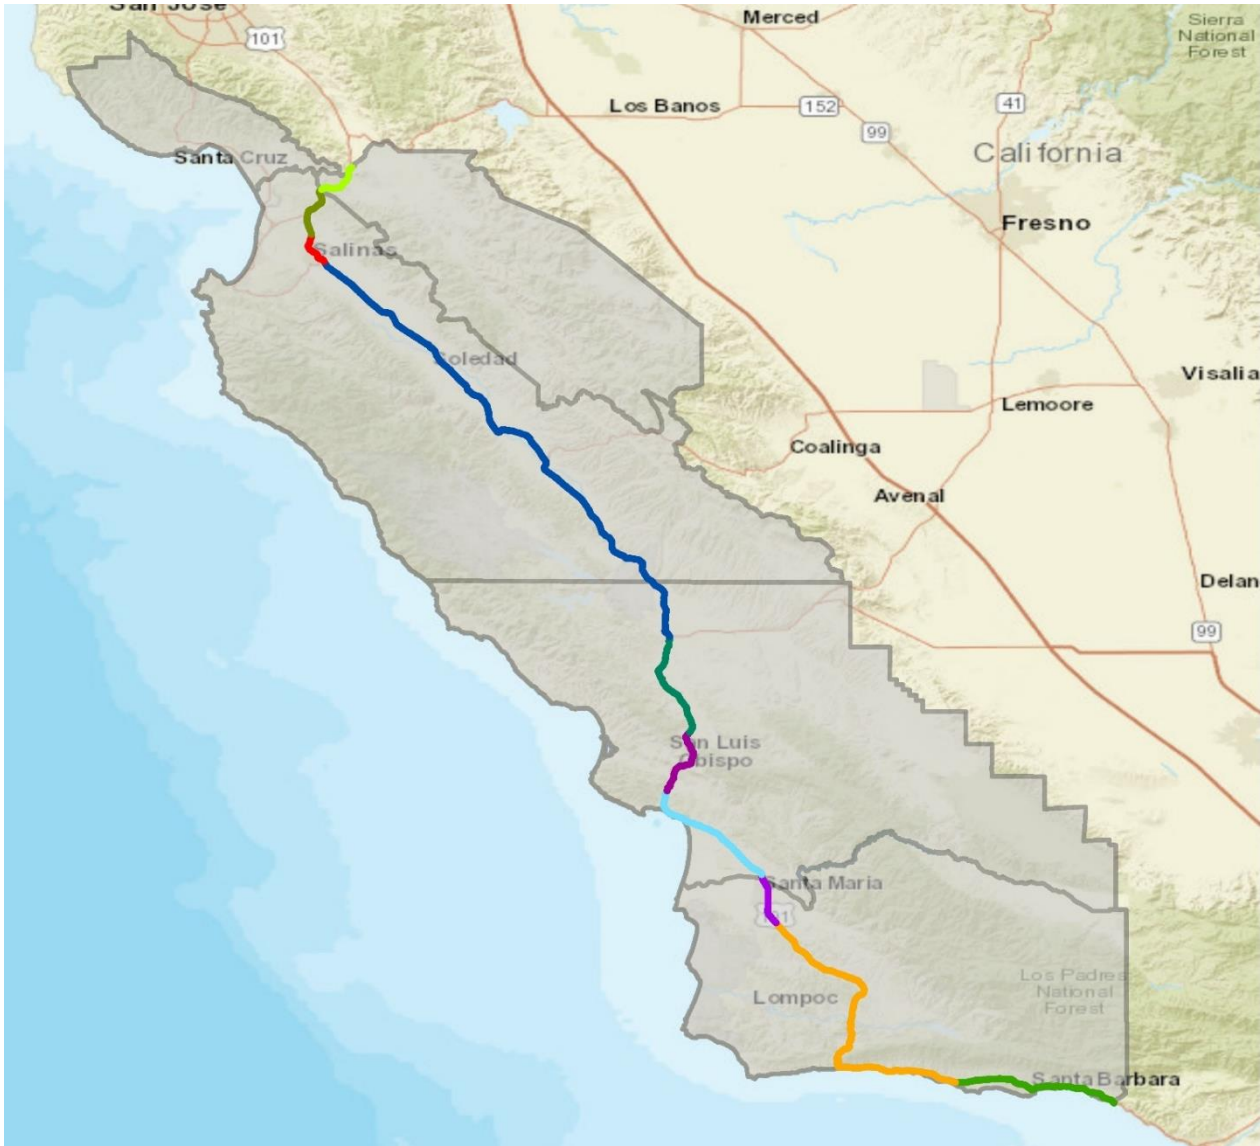 San Jose
Merced
Sierra
National
Forest
101
Los Banos
152
41
99
California
Santa Cruz
Fresno
Salinas
Soledad
Visalia
Lemoore
Coalinga
Avenal
Delan
99
San Luis
Obispo
Santa Maria
101
Los Padres
National
Forest
Lompoc
Santa Barbara